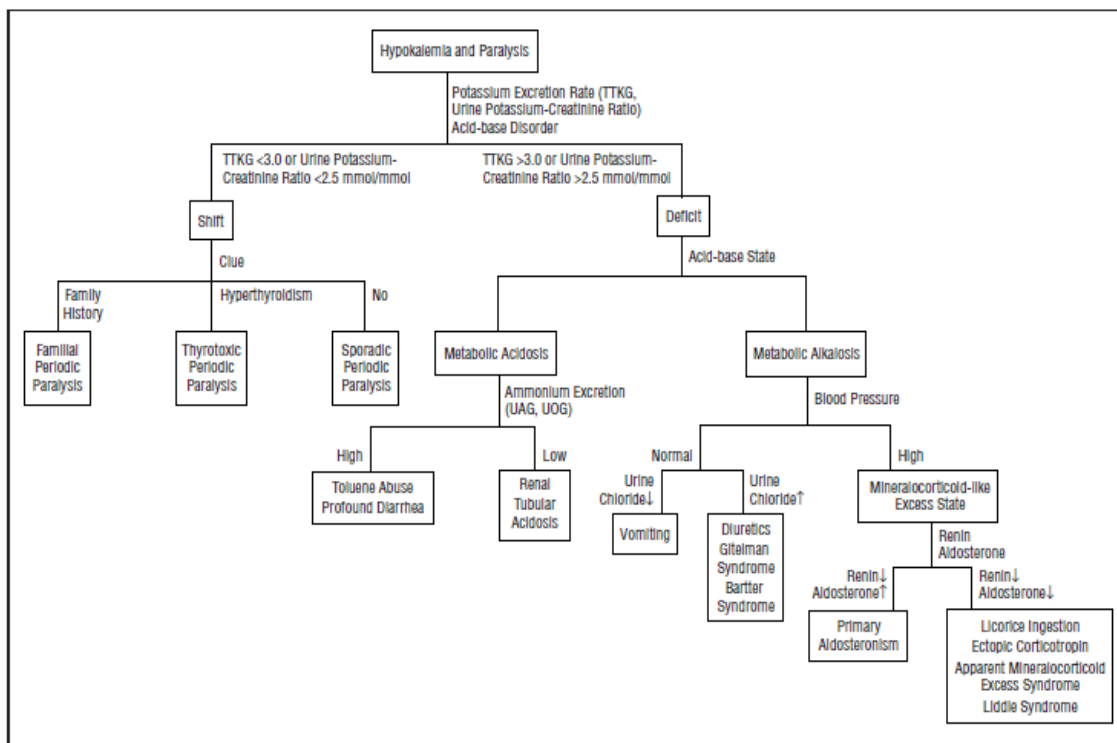 Hypokalemia and Paralysis
Potassium Excretion Rate (TTKG,
Urine Potassium-Creatinine Ratio)
Acid-base Disorder
TTKG <3.0 or Urine Potassium-
Creatinine Ratio <2.5 mmol/mmol
TTKG >3.0 or Urine Potassium-
Creatinine Ratio >2.5 mmol/mmol
Shift
Deficit
Clue
Acid-base State
Family
History
Hyperthyroidism
No
Familial
Periodic
Paralysis
Thyrotoxic
Periodic
Paralysis
Sporadic
Periodic
Paralysis
Metabolic Acidosis
Metabolic Alkalosis
Ammonium Excretion
(UAG, UOG)
Blood Pressure
High
Low
Normal
High
Toluene Abuse
Profound Diarrhea
Renal
Tubular
Acidosis
Urine
Chloride↓
Urine
Chloride↑
Mineralocorticoid-like
Excess State
Vomiting
Diuretics
Gitelman
Syndrome
Bartter
Syndrome
Renin
Aldosterone
Renin↓
Aldosterone↑
Renin↓
Aldosterone↓
Primary
Aldosteronism
Licorice Ingestion
Ectopic Corticotropin
Apparent Mineralocorticoid
Excess Syndrome
Liddle Syndrome